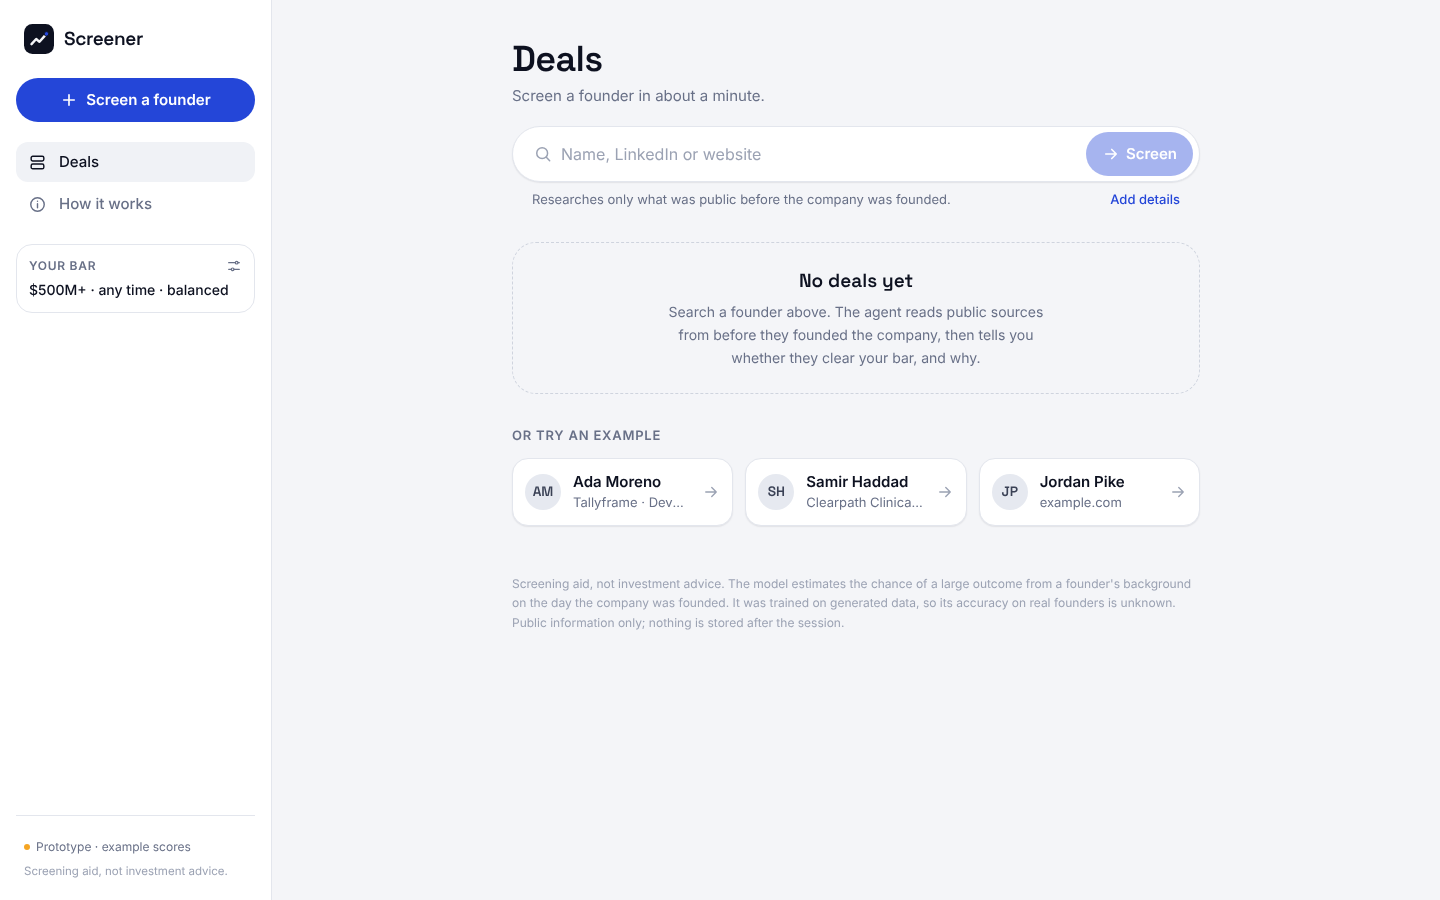 Screener
Screen a founder
Deals
How it works
YOUR BAR
$500M+ · any time · balanced
Prototype · example scores
Screening aid, not investment advice.
Deals
Screen a founder in about a minute.
Name, LinkedIn or website
Screen
Researches only what was public before the company was founded.
Add details
No deals yet
Search a founder above. The agent reads public sources
from before they founded the company, then tells you
whether they clear your bar, and why.
OR TRY AN EXAMPLE
AM
Ada Moreno
Tallyframe · Dev...
SH
Samir Haddad
Clearpath Clinica...
JP
Jordan Pike
example.com
Screening aid, not investment advice. The model estimates the chance of a large outcome from a founder's background
on the day the company was founded. It was trained on generated data, so its accuracy on real founders is unknown.
Public information only; nothing is stored after the session.